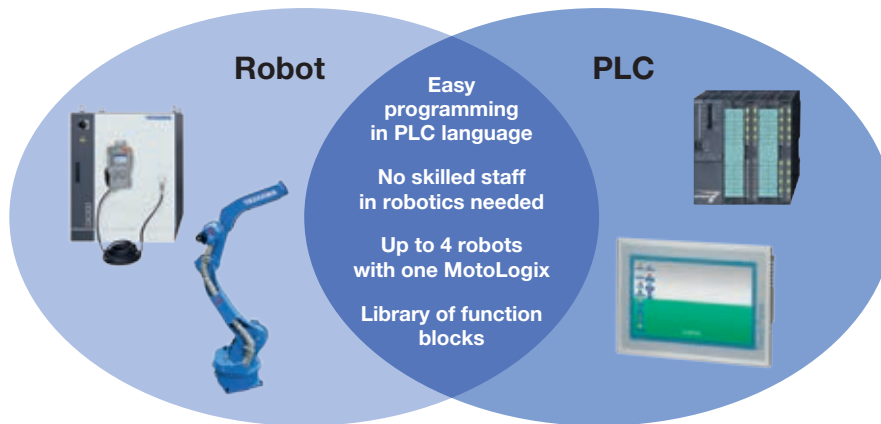 Robot
PLC
Easy
programming
in PLC language
No skilled staff
in robotics needed
Up to 4 robots
with one MotoLogix
Library of function
blocks
YASKAWA